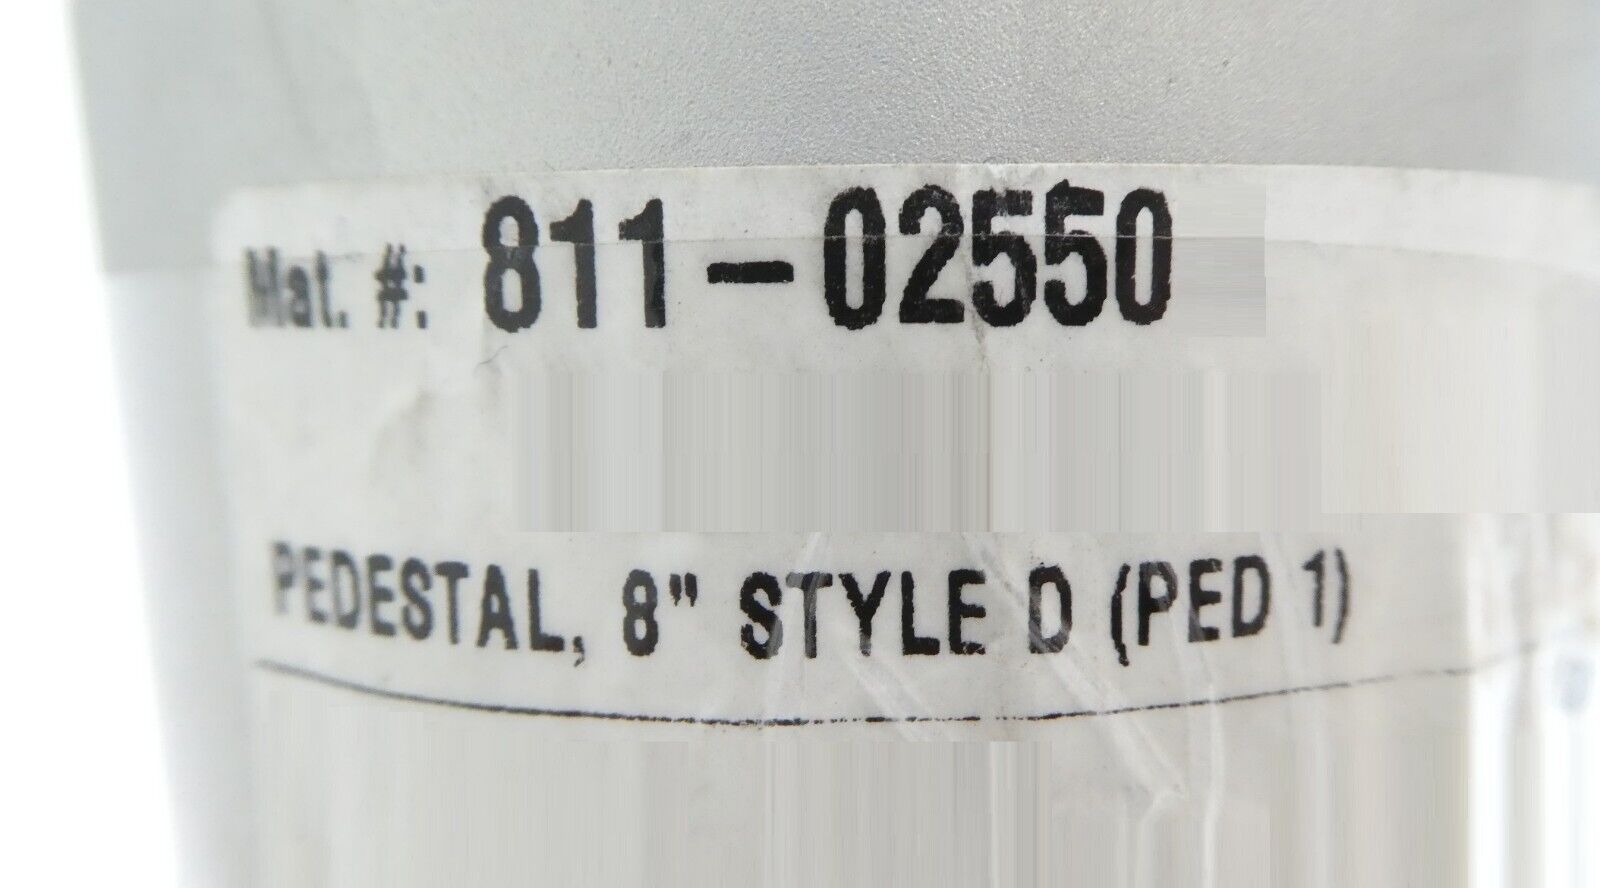 Mat. #: 811-02550
PEDESTAL, 8" STYLE D (PED 1)